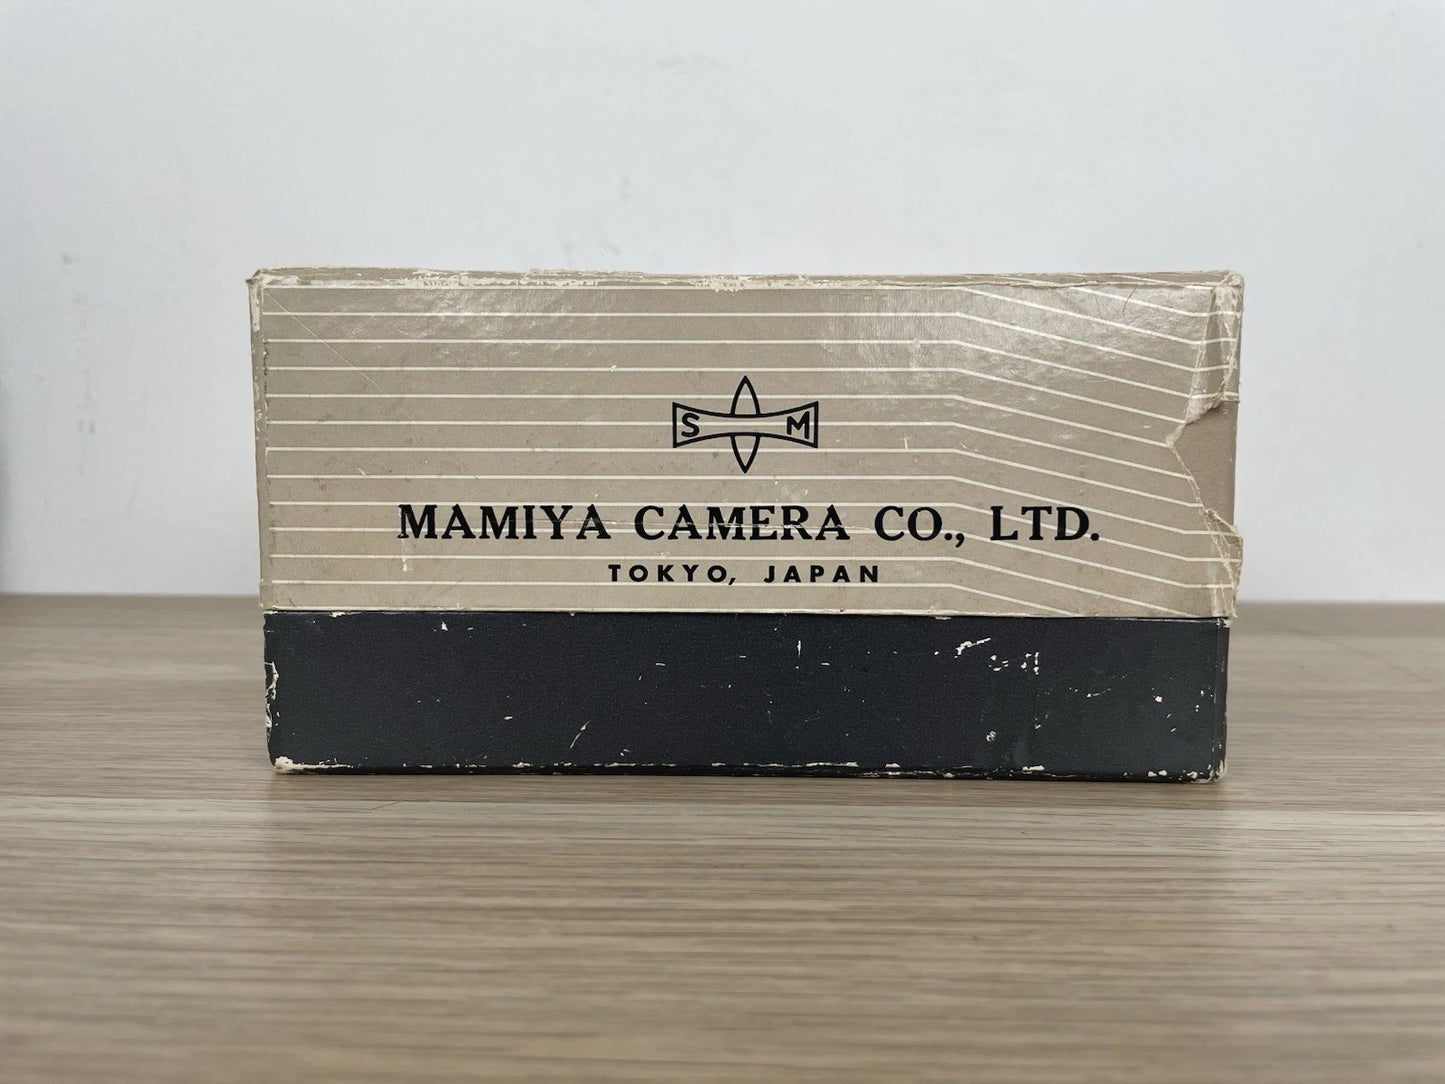 S M
MAMIYA CAMERA CO., LTD.
TOKYO, JAPAN